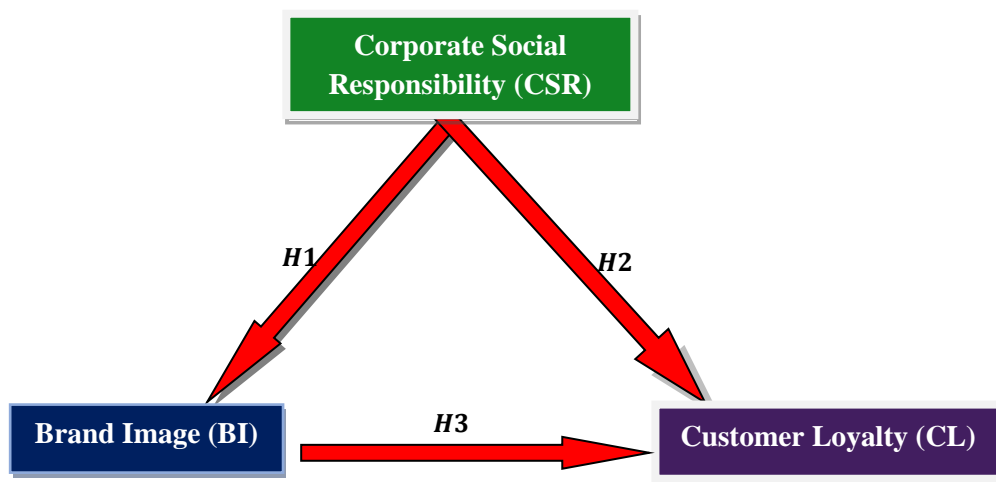 Corporate Social
Responsibility (CSR)
H1
H2
H3
Brand Image (BI)
Customer Loyalty (CL)